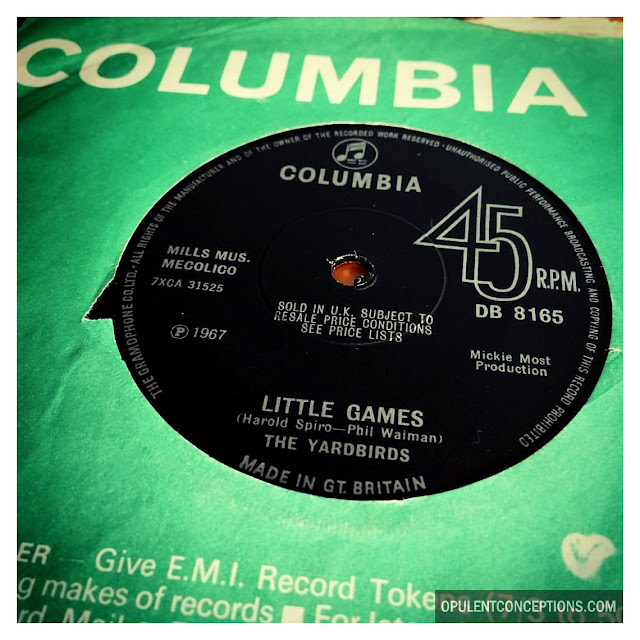 COLUMBIA
THE GRAMOPHONE CO. LTD. · ALL RIGHTS OF THE MANUFACTURER AND OF THE OWNER OF THE RECORDED WORK RESERVED · UNAUTHORISED PUBLIC PERFORMANCE BROADCASTING AND COPYING OF THIS RECORD PROHIBITED
COLUMBIA
45
R.P.M.
DB 8165
MILLS MUS.
MECOLICO
7XCA 31525
SOLD IN U.K. SUBJECT TO
RESALE PRICE CONDITIONS
SEE PRICE LISTS
Ⓟ 1967
Mickie Most
Production
LITTLE GAMES
(Harold Spiro—Phil Waiman)
THE YARDBIRDS
MADE IN GT. BRITAIN
ER Give E.M.I. Record Toke
g makes of records ■ For
rd.
OPULENTCONCEPTIONS.COM